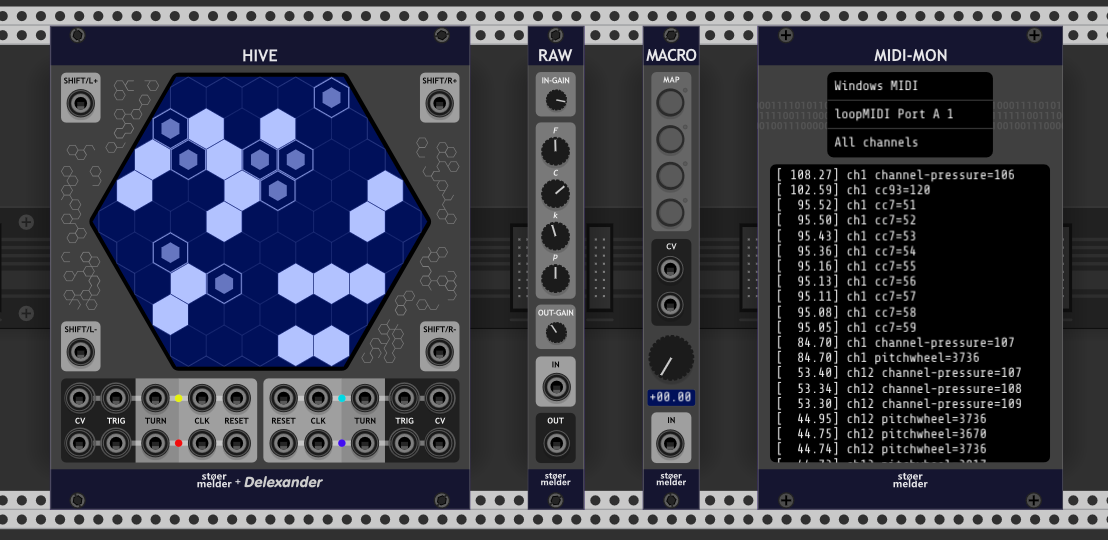 HIVE
SHIFT/L+
SHIFT/R+
SHIFT/L-
SHIFT/R-
CV TRIG TURN CLK RESET RESET CLK TURN TRIG CV
støer melder + Delexander
RAW
IN-GAIN
F
C
k
p
OUT-GAIN
IN
OUT
støer
melder
MACRO
MAP
CV
+00.00
IN
støer
melder
MIDI-MON
Windows MIDI
loopMIDI Port A 1
All channels
[ 108.27] ch1 channel-pressure=106
[ 102.59] ch1 cc93=120
[  95.52] ch1 cc7=51
[  95.50] ch1 cc7=52
[  95.43] ch1 cc7=53
[  95.36] ch1 cc7=54
[  95.16] ch1 cc7=55
[  95.13] ch1 cc7=56
[  95.11] ch1 cc7=57
[  95.08] ch1 cc7=58
[  95.05] ch1 cc7=59
[  84.70] ch1 channel-pressure=107
[  84.70] ch1 pitchwheel=3736
[  53.40] ch12 channel-pressure=107
[  53.34] ch12 channel-pressure=108
[  53.30] ch12 channel-pressure=109
[  44.95] ch12 pitchwheel=3736
[  44.75] ch12 pitchwheel=3670
[  44.74] ch12 pitchwheel=3736
støer
melder